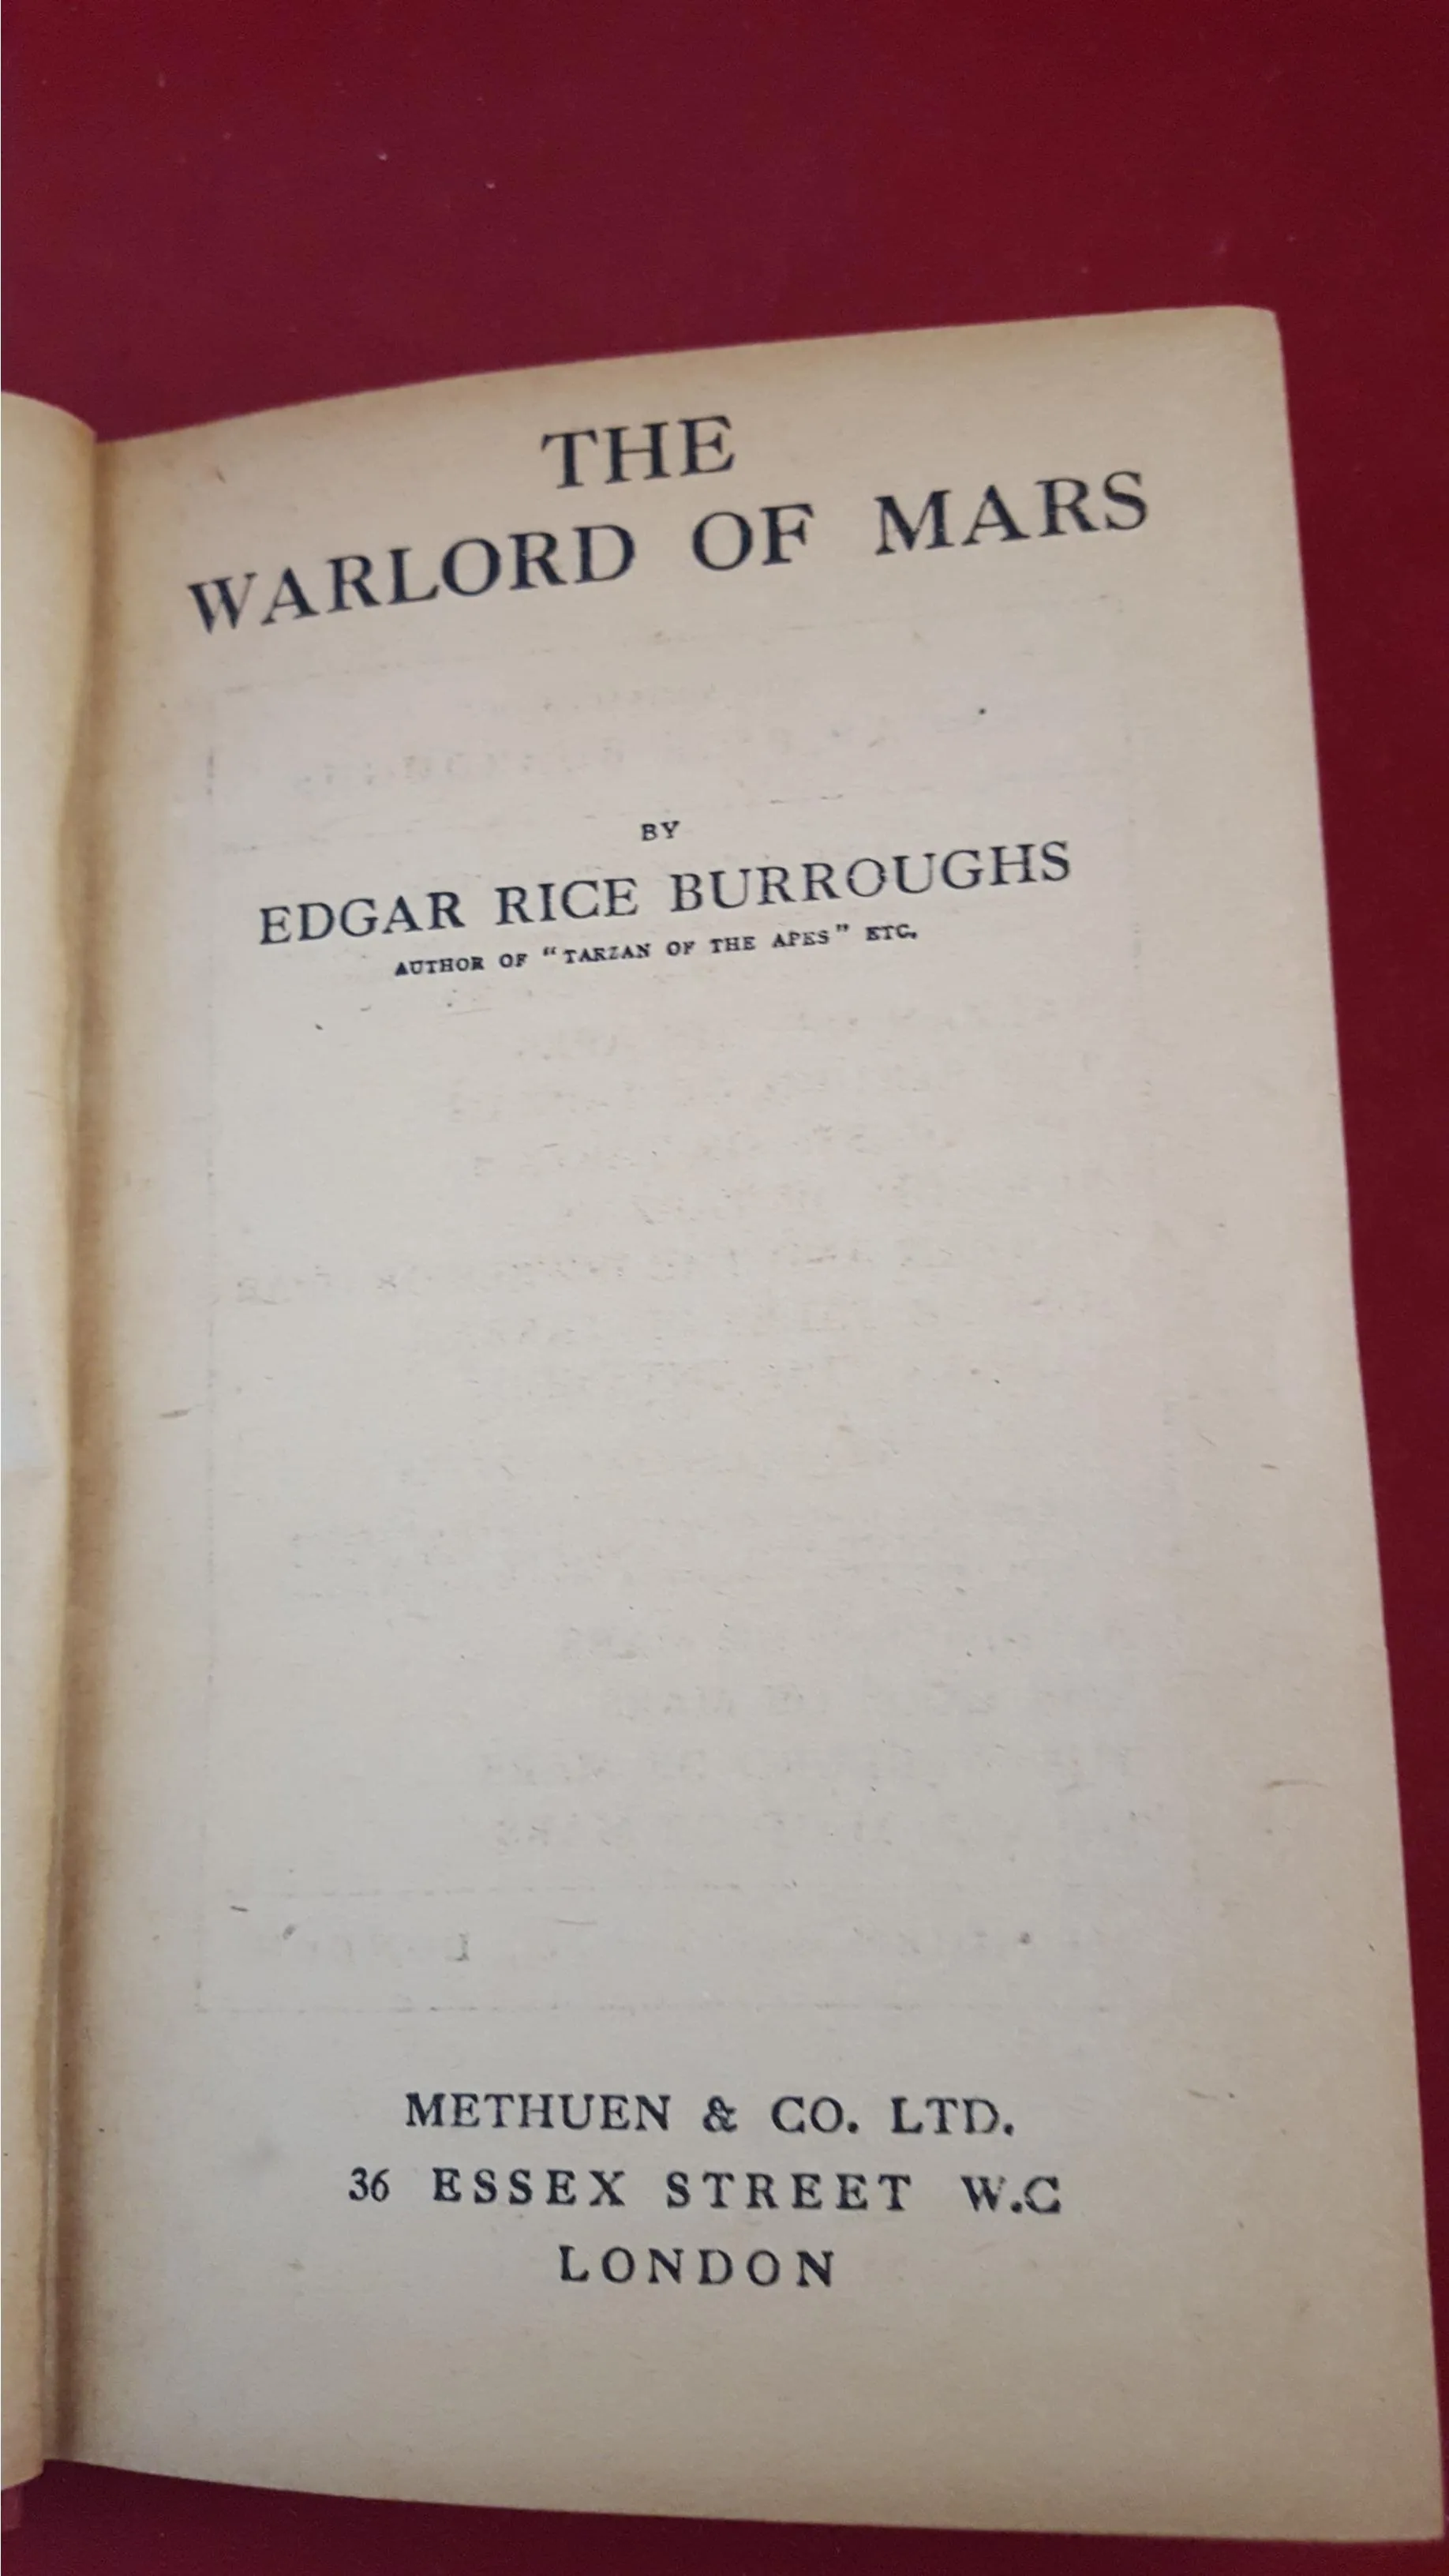 THE
WARLORD OF MARS
BY
EDGAR RICE BURROUGHS
AUTHOR OF "TARZAN OF THE APES" ETC.
METHUEN & CO. LTD.
36 ESSEX STREET W.C
LONDON